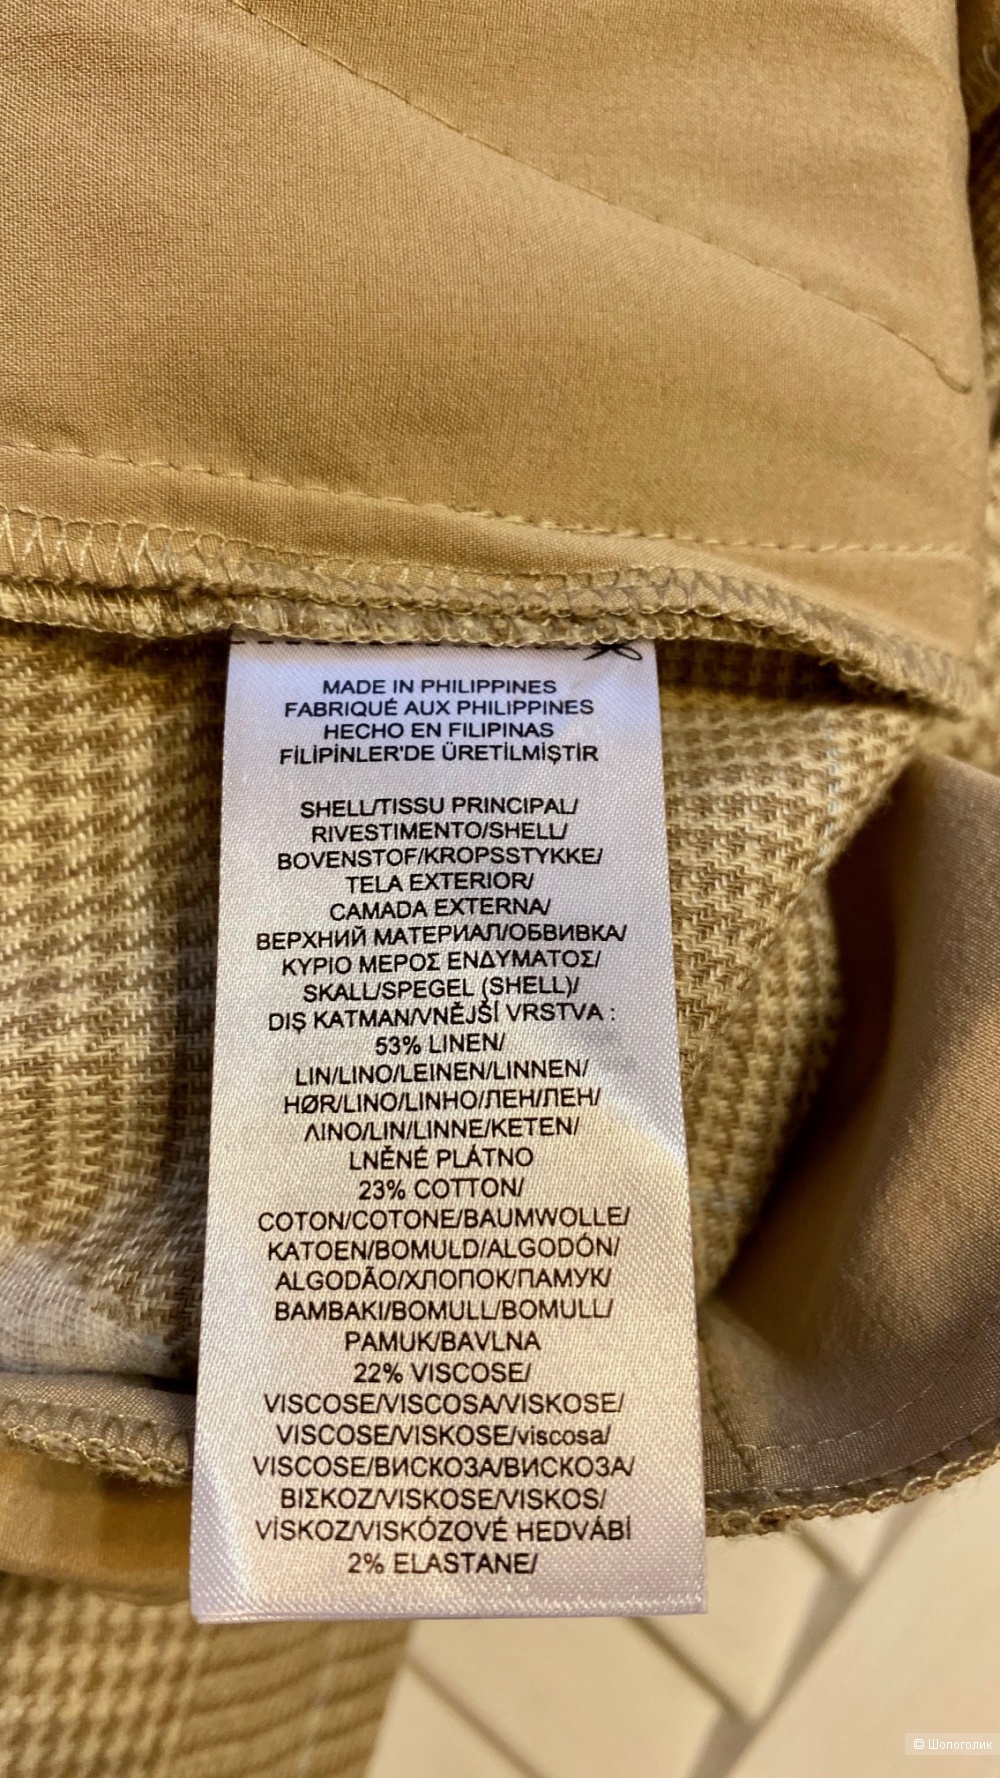 MADE IN PHILIPPINES
FABRIQUÉ AUX PHILIPPINES
HECHO EN FILIPINAS
FİLİPİNLER'DE ÜRETİLMİŞTİR
SHELL/TISSU PRINCIPAL/
RIVESTIMENTO/SHELL/
BOVENSTOF/KROPSSTYKKE/
TELA EXTERIOR/
CAMADA EXTERNA/
ВЕРХНИЙ МАТЕРИАЛ/ОБВИВКА/
ΚΥΡΙΟ ΜΕΡΟΣ ΕΝΔΥΜΑΤΟΣ/
SKALL/SPEGEL (SHELL)/
DIŞ KATMAN/VNĚJŠÍ VRSTVA :
53% LINEN/
LIN/LINO/LEINEN/LINNEN/
HØR/LINO/LINHO/ЛЕН/ЛЕН/
ΛΙΝΟ/LIN/LINNE/KETEN/
LNĚNÉ PLÁTNO
23% COTTON/
COTON/COTONE/BAUMWOLLE/
KATOEN/BOMULD/ALGODÓN/
ALGODÃO/ХЛОПОК/ПАМУК/
ΒΑΜΒΑΚΙ/BOMULL/BOMULL/
PAMUK/BAVLNA
22% VISCOSE/
VISCOSE/VISCOSA/VISKOSE/
VISCOSE/VISKOSE/viscosa/
VISCOSE/ВИСКОЗА/ВИСКОЗА/
ΒΙΣΚΟΖ/VISKOSE/VISKOS/
VİSKOZ/VISKÓZOVÉ HEDVÁBÍ
2% ELASTANE/
© Шопоголик